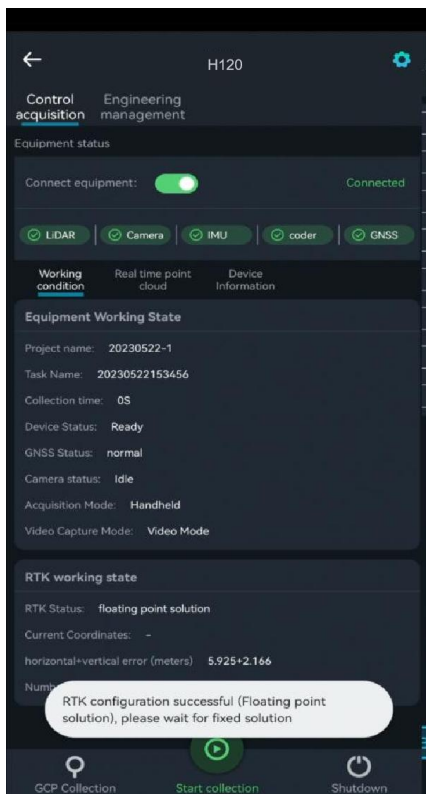 H120
Control acquisition
Engineering management
Equipment status
Connect equipment:
Connected
LiDAR
Camera
IMU
coder
GNSS
Working condition
Real time point cloud
Device Information
Equipment Working State
Project name: 20230522-1
Task Name: 20230522153456
Collection time: 0S
Device Status: Ready
GNSS Status: normal
Camera status: Idle
Acquisition Mode: Handheld
Video Capture Mode: Video Mode
RTK working state
RTK Status: floating point solution
Current Coordinates: -
horizontal+vertical error (meters) 5.925+2.166
RTK configuration successful (Floating point
solution), please wait for fixed solution
GCP Collection
Start collection
Shutdown